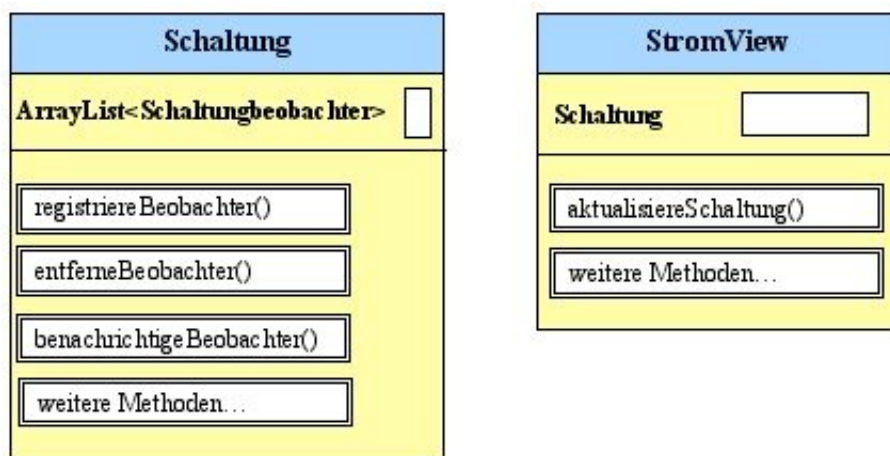 Schaltung
ArrayList<Schaltungbeobachter>
registriereBeobachter()
entferneBeobachter()
benachrichtigeBeobachter()
weitere Methoden...
StromView
Schaltung
aktualisiereSchaltung()
weitere Methoden...